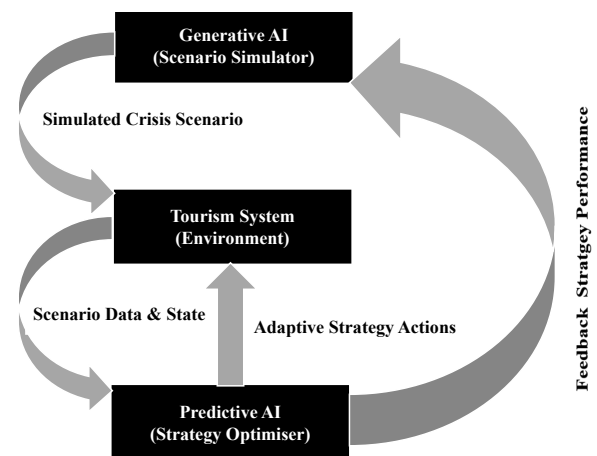 Generative AI
(Scenario Simulator)
Simulated Crisis Scenario
Tourism System
(Environment)
Scenario Data & State
Adaptive Strategy Actions
Predictive AI
(Strategy Optimiser)
Feedback Stratgey Performance